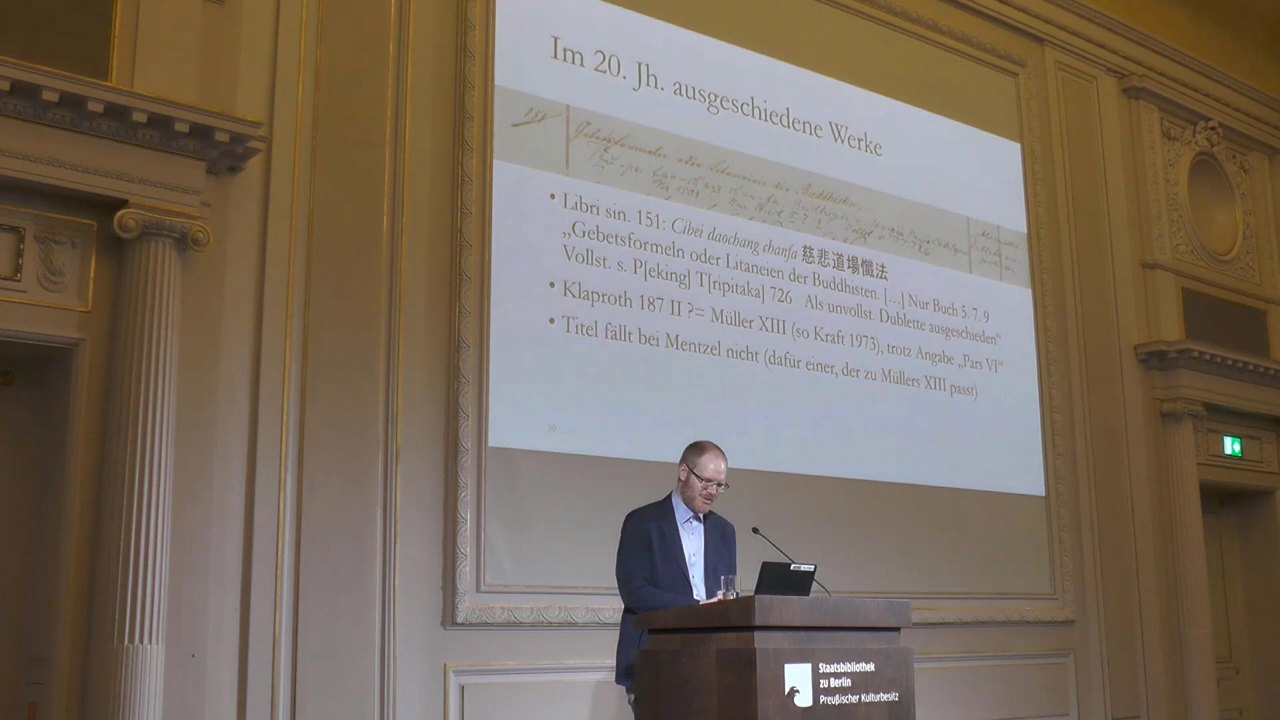 Im 20. Jh. ausgeschiedene Werke
151
Gebetsformeln oder Litaneien der Buddhisten
• Libri sin. 151: Cibei daochang chanfa 慈悲道場懺法
„Gebetsformeln oder Litaneien der Buddhisten. […] Nur Buch 5. 7. 9
Vollst. s. P[eking] T[ripitaka] 726 Als unvollst. Dublette ausgeschieden“
• Klaproth 187 II ?= Müller XIII (so Kraft 1973), trotz Angabe „Pars VI“
• Titel fällt bei Mentzel nicht (dafür einer, der zu Müllers XIII passt)
30
Staatsbibliothek
zu Berlin
Preußischer Kulturbesitz